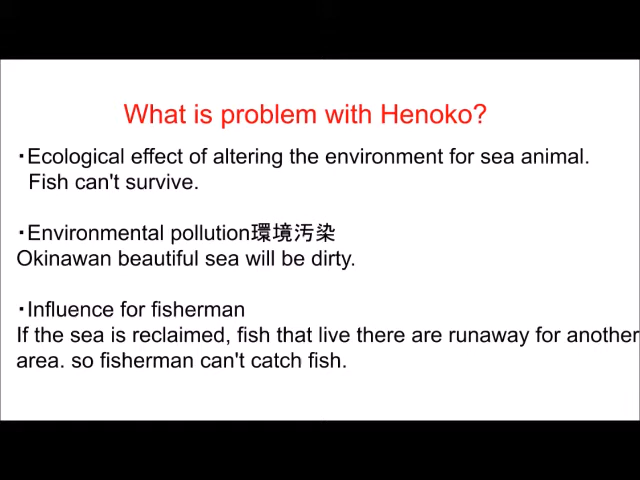 What is problem with Henoko?
・Ecological effect of altering the environment for sea animal.
Fish can't survive.
・Environmental pollution環境汚染
Okinawan beautiful sea will be dirty.
・Influence for fisherman
If the sea is reclaimed, fish that live there are runaway for another
area. so fisherman can't catch fish.